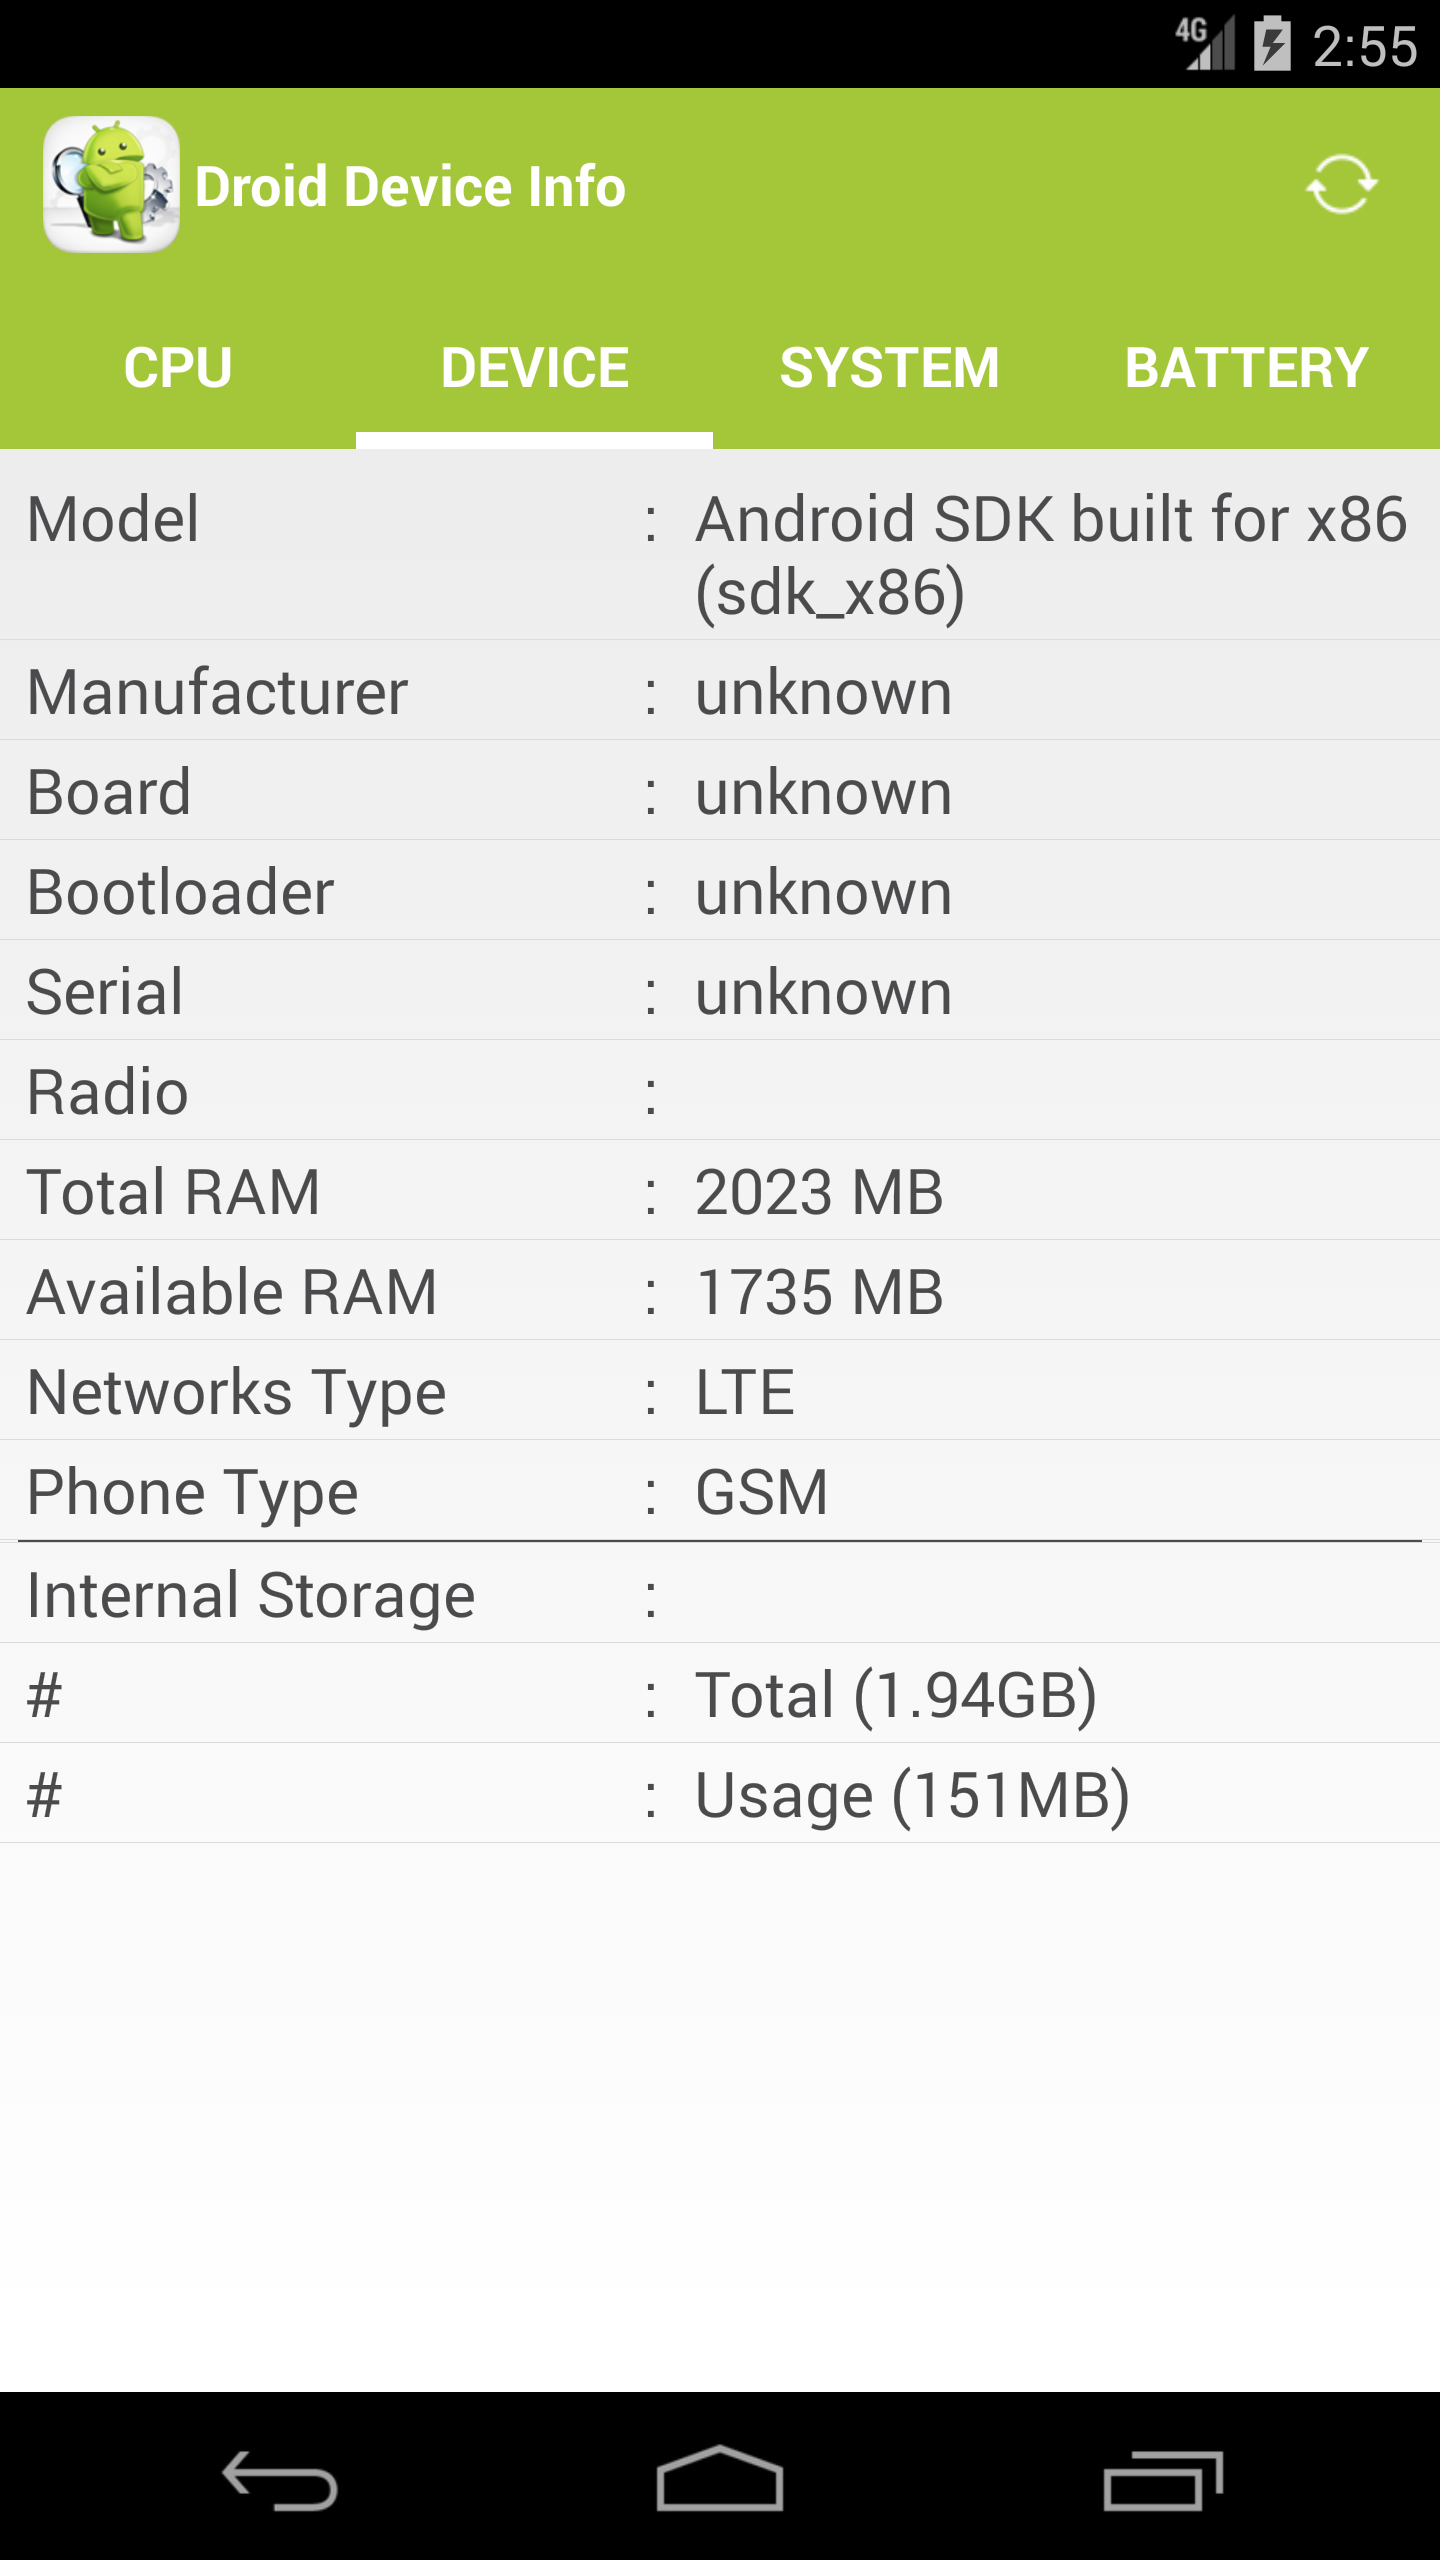 4G 2:55
Droid Device Info
CPU DEVICE SYSTEM BATTERY
Model : Android SDK built for x86
(sdk_x86)
Manufacturer : unknown
Board : unknown
Bootloader : unknown
Serial : unknown
Radio :
Total RAM : 2023 MB
Available RAM : 1735 MB
Networks Type : LTE
Phone Type : GSM
Internal Storage :
# : Total (1.94GB)
# : Usage (151MB)